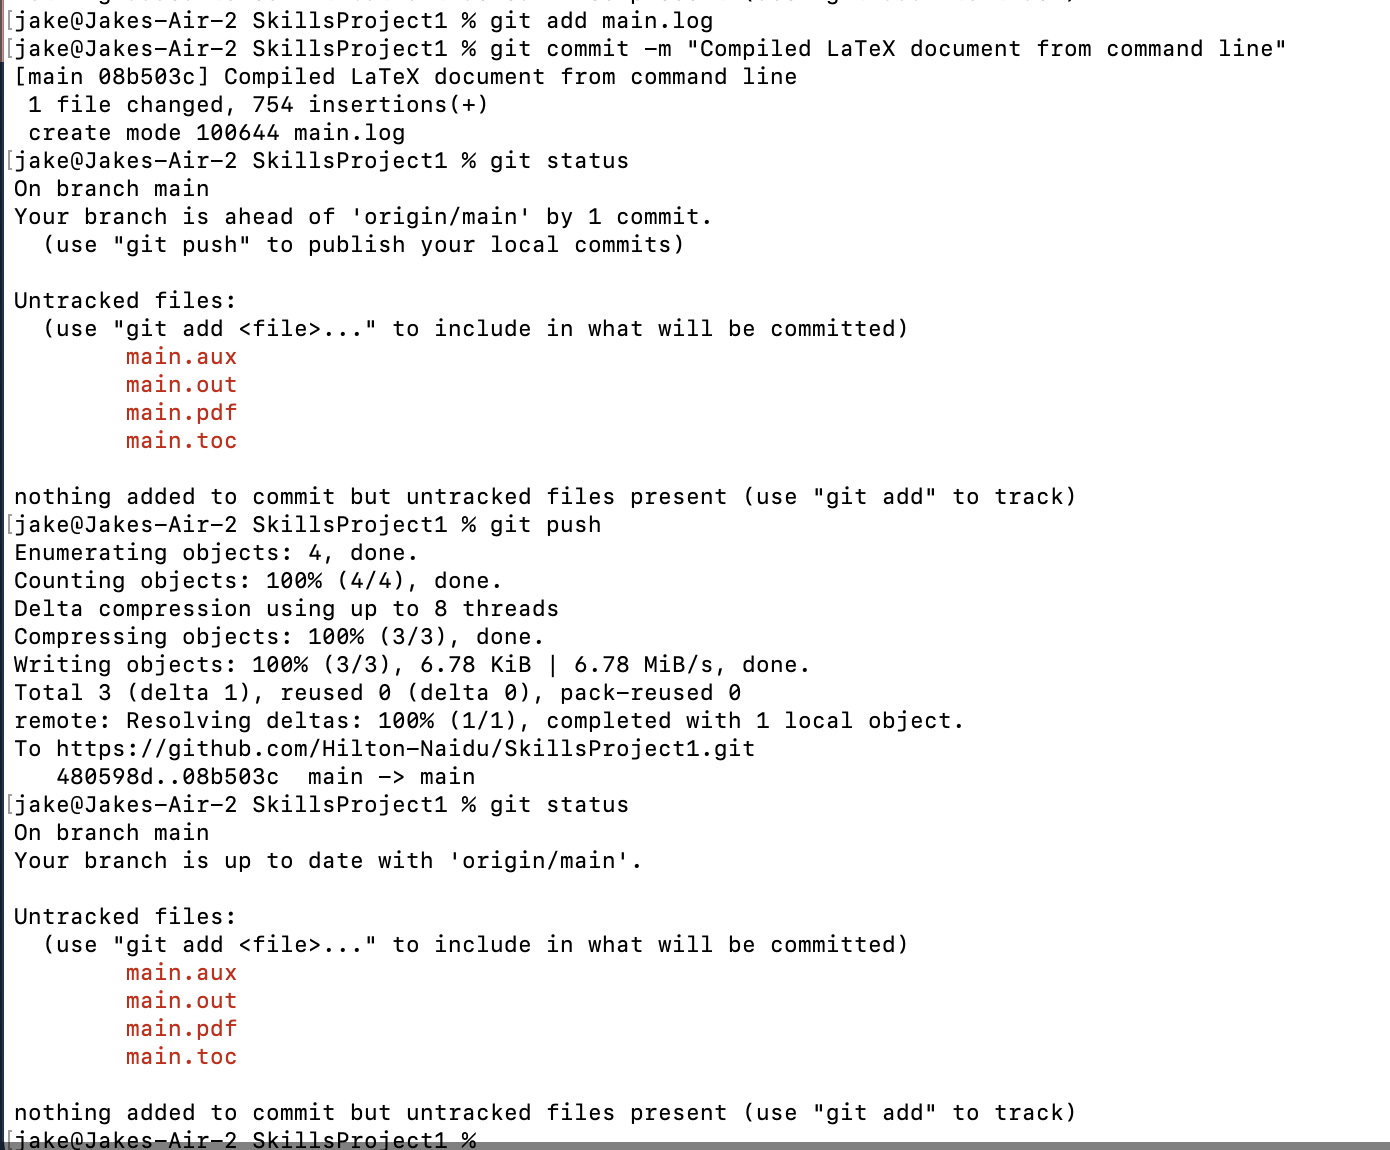 [jake@Jakes-Air-2 SkillsProject1 % git add main.log
[jake@Jakes-Air-2 SkillsProject1 % git commit -m "Compiled LaTeX document from command line"
[main 08b503c] Compiled LaTeX document from command line
 1 file changed, 754 insertions(+)
 create mode 100644 main.log
[jake@Jakes-Air-2 SkillsProject1 % git status
On branch main
Your branch is ahead of 'origin/main' by 1 commit.
  (use "git push" to publish your local commits)
Untracked files:
  (use "git add <file>..." to include in what will be committed)
        main.aux
        main.out
        main.pdf
        main.toc
nothing added to commit but untracked files present (use "git add" to track)
[jake@Jakes-Air-2 SkillsProject1 % git push
Enumerating objects: 4, done.
Counting objects: 100% (4/4), done.
Delta compression using up to 8 threads
Compressing objects: 100% (3/3), done.
Writing objects: 100% (3/3), 6.78 KiB | 6.78 MiB/s, done.
Total 3 (delta 1), reused 0 (delta 0), pack-reused 0
remote: Resolving deltas: 100% (1/1), completed with 1 local object.
To https://github.com/Hilton-Naidu/SkillsProject1.git
   480598d..08b503c  main -> main
[jake@Jakes-Air-2 SkillsProject1 % git status
On branch main
Your branch is up to date with 'origin/main'.
Untracked files:
  (use "git add <file>..." to include in what will be committed)
        main.aux
        main.out
        main.pdf
        main.toc
nothing added to commit but untracked files present (use "git add" to track)
[jake@Jakes-Air-2 SkillsProject1 %